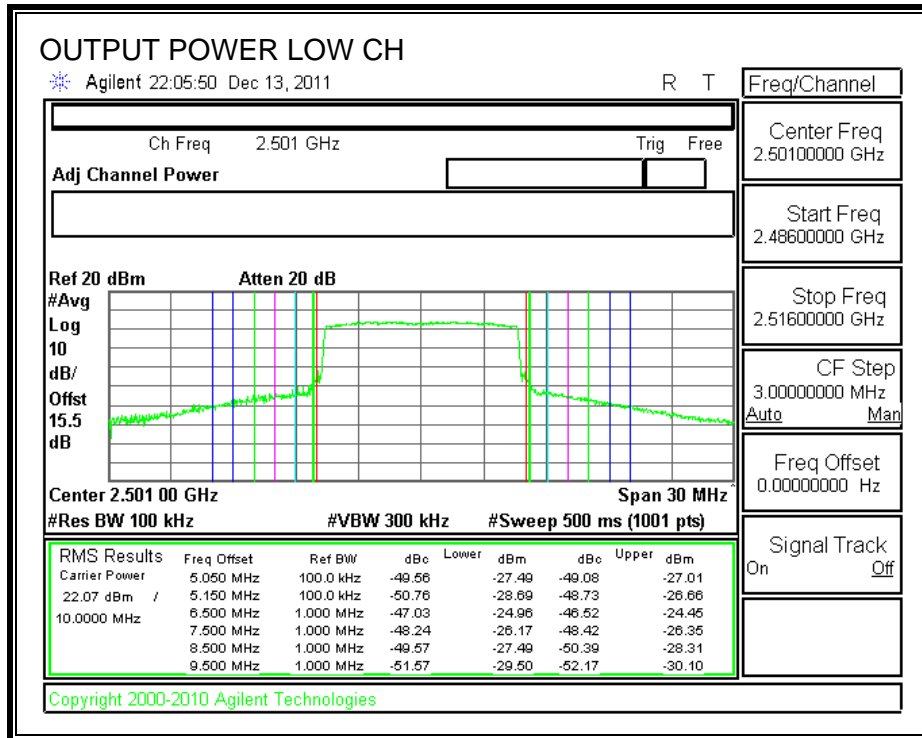 OUTPUT POWER LOW CH
Agilent 22:05:50 Dec 13, 2011 R T
Freq/Channel
Ch Freq 2.501 GHz Trig Free
Adj Channel Power
Center Freq
2.50100000 GHz
Start Freq
2.48600000 GHz
Stop Freq
2.51600000 GHz
CF Step
3.00000000 MHz
Auto Man
Freq Offset
0.00000000 Hz
Signal Track
On Off
Ref 20 dBm Atten 20 dB
#Avg
Log
10
dB/
Offst
15.5
dB
Center 2.501 00 GHz Span 30 MHz^
#Res BW 100 kHz #VBW 300 kHz #Sweep 500 ms (1001 pts)
RMS Results Freq Offset Ref BW dBc Lower dBm dBc Upper dBm
Carrier Power 5.050 MHz 100.0 kHz -49.56 -27.49 -49.08 -27.01
22.07 dBm / 5.150 MHz 100.0 kHz -50.76 -28.69 -48.73 -26.66
10.0000 MHz 6.500 MHz 1.000 MHz -47.03 -24.96 -46.52 -24.45
7.500 MHz 1.000 MHz -48.24 -26.17 -48.42 -26.35
8.500 MHz 1.000 MHz -49.57 -27.49 -50.39 -28.31
9.500 MHz 1.000 MHz -51.57 -29.50 -52.17 -30.10
Copyright 2000-2010 Agilent Technologies